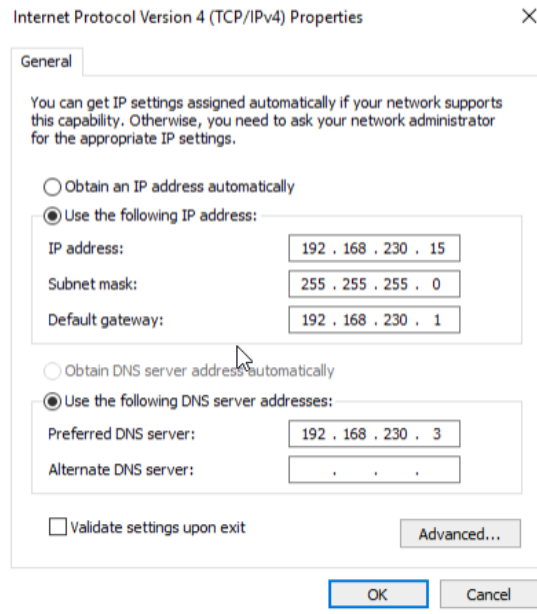 Internet Protocol Version 4 (TCP/IPv4) Properties
General
You can get IP settings assigned automatically if your network supports
this capability. Otherwise, you need to ask your network administrator
for the appropriate IP settings.
Obtain an IP address automatically
Use the following IP address:
IP address: 192 . 168 . 230 . 15
Subnet mask: 255 . 255 . 255 . 0
Default gateway: 192 . 168 . 230 . 1
Obtain DNS server address automatically
Use the following DNS server addresses:
Preferred DNS server: 192 . 168 . 230 . 3
Alternate DNS server: . . .
Validate settings upon exit
Advanced...
OK Cancel